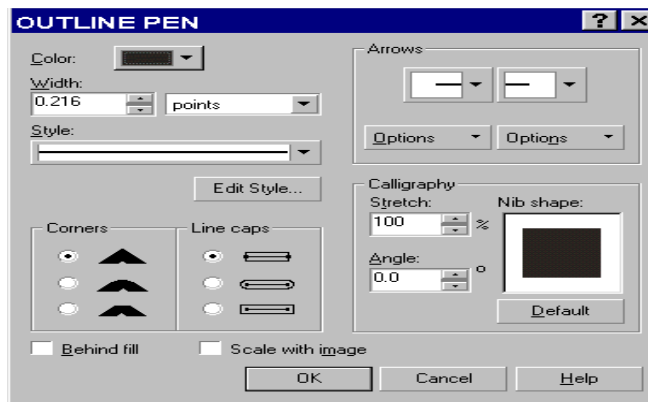 OUTLINE PEN ? ×
Color:
Width:
0.216 points
Style:
Edit Style...
Corners
Line caps
Behind fill Scale with image
Arrows
Options Options
Calligraphy
Stretch: Nib shape:
100 %
Angle:
0.0 °
Default
OK Cancel Help